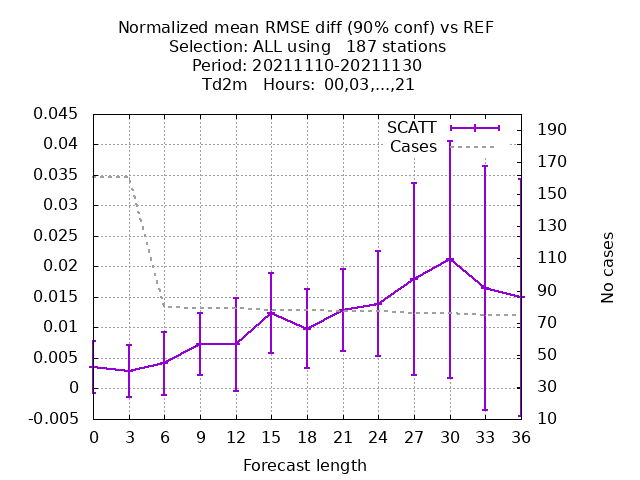 Normalized mean RMSE diff (90% conf) vs REF
Selection: ALL using   187 stations
Period: 20211110-20211130
Td2m   Hours: 00,03,...,21
SCATT
Cases
0.045
0.04
0.035
0.03
0.025
0.02
0.015
0.01
0.005
0
-0.005
190
170
150
130
110
90
70
50
30
10
No cases
0 3 6 9 12 15 18 21 24 27 30 33 36
Forecast length